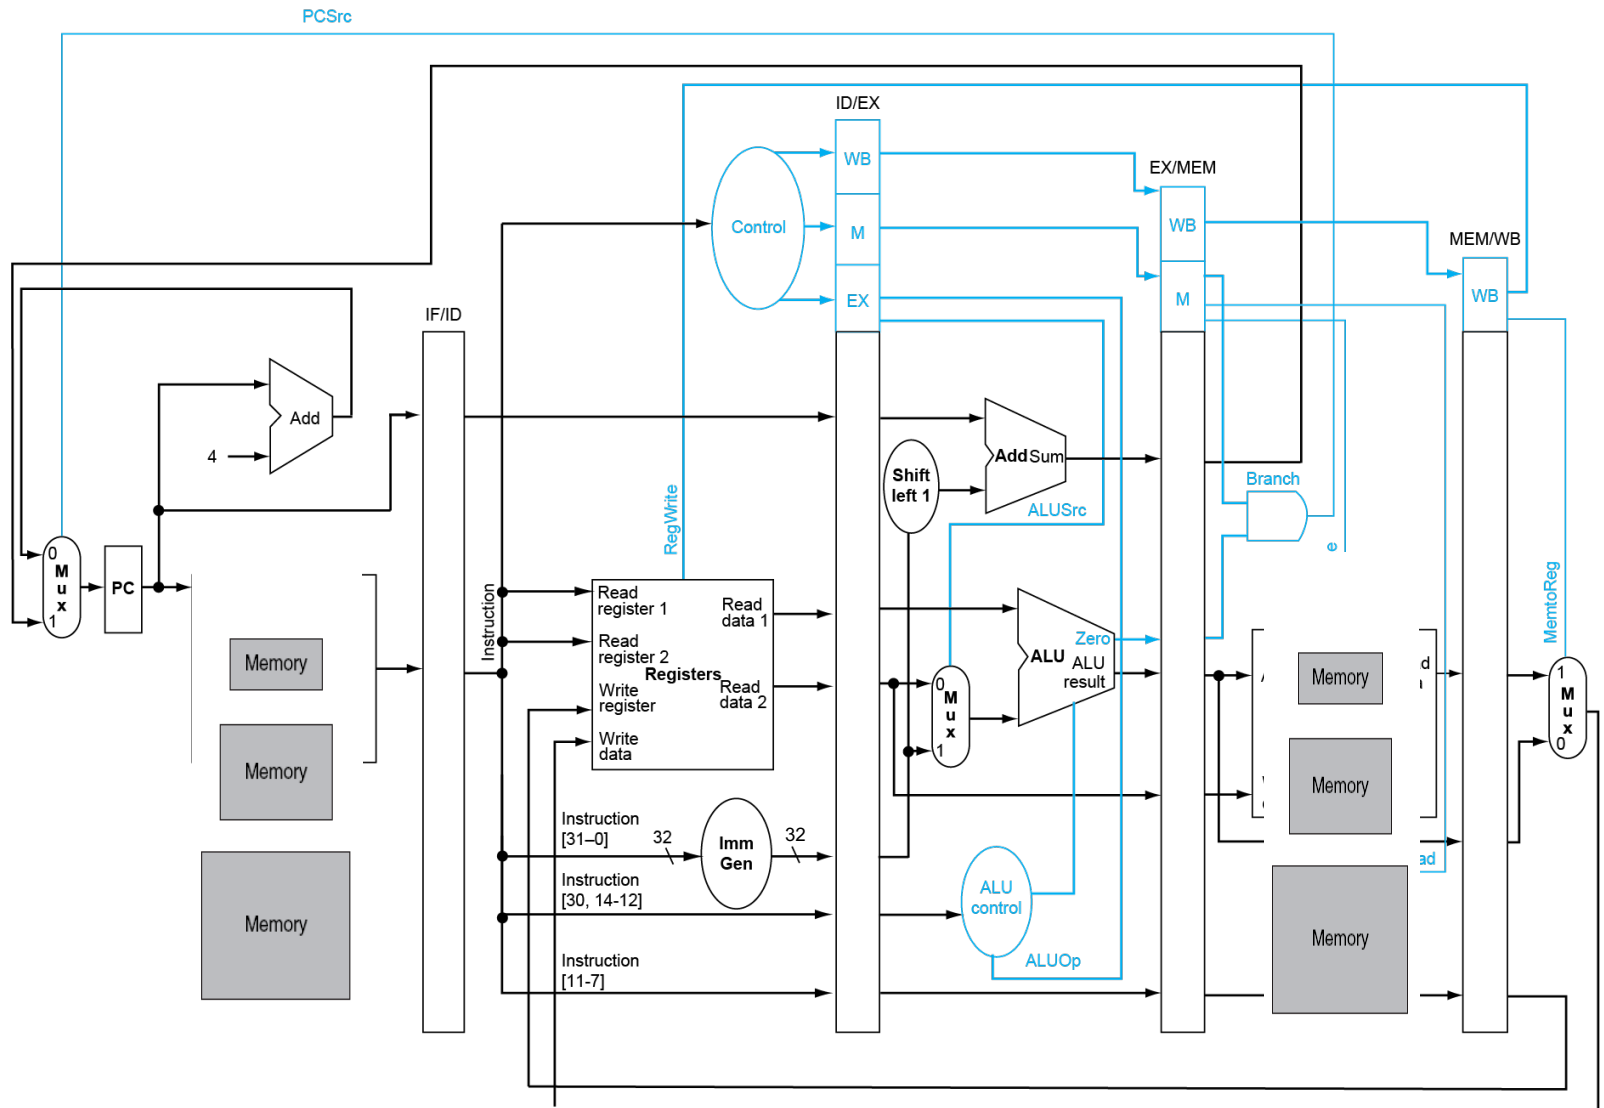 PCSrc
ID/EX
WB
EX/MEM
Control
M
WB
MEM/WB
EX
M
WB
IF/ID
Add
4
Add Sum
Shift
left 1
Branch
ALUSrc
RegWrite
0
M
u
x
1
PC
Instruction
Read
register 1
Read
data 1
Read
register 2
Registers
Write
register
Read
data 2
Write
data
Zero
ALU
ALU
result
0
M
u
x
1
e
MemtoReg
1
M
u
x
0
Memory
Memory
Memory
Memory
Memory
Memory
Instruction
[31–0]
32
Imm
Gen
32
Instruction
[30, 14-12]
ALU
control
ALUOp
Instruction
[11-7]
ad